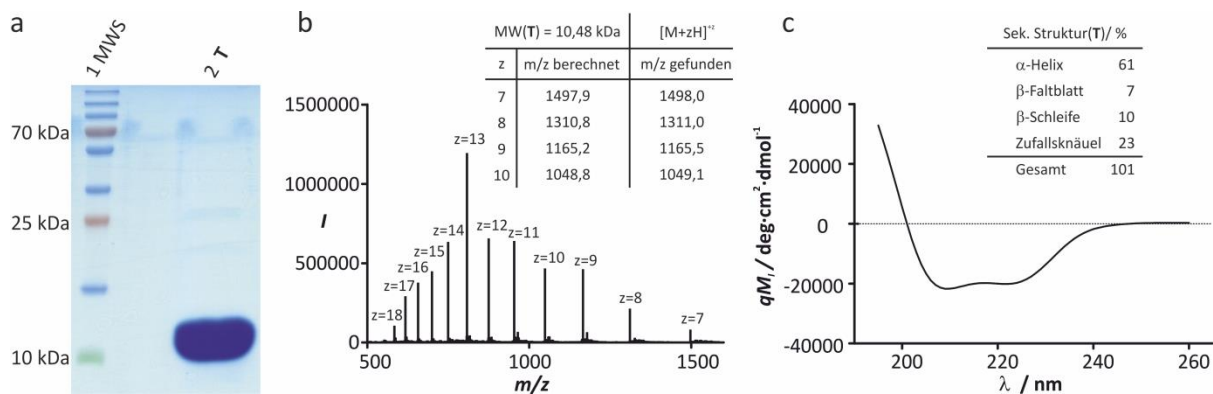 a
1 MWS
2 T
70 kDa
25 kDa
10 kDa
b
MW(T) = 10,48 kDa [M+zH]⁺ᶻ
z m/z berechnet m/z gefunden
7 1497,9 1498,0
8 1310,8 1311,0
9 1165,2 1165,5
10 1048,8 1049,1
1500000
1000000
500000
0
I
z=13
z=14
z=12
z=11
z=15
z=16
z=10
z=9
z=17
z=8
z=18
z=7
500 1000 1500
m/z
c
Sek. Struktur(T)/ %
α-Helix 61
β-Faltblatt 7
β-Schleife 10
Zufallsknäuel 23
Gesamt 101
40000
20000
0
-20000
-40000
qMᵢ / deg·cm²·dmol⁻¹
200 220 240 260
λ / nm